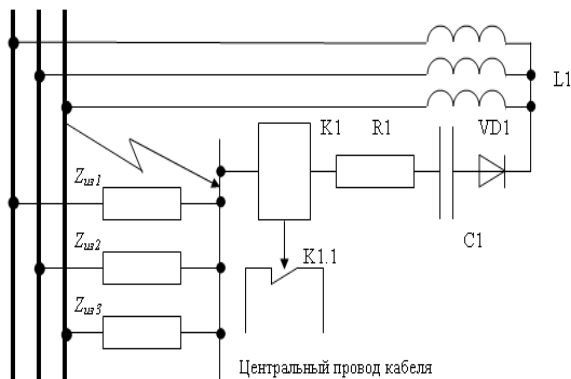 L1
K1 R1 VD1
Zиз1
C1
Zиз2
K1.1
Zиз3
Центральный провод кабеля